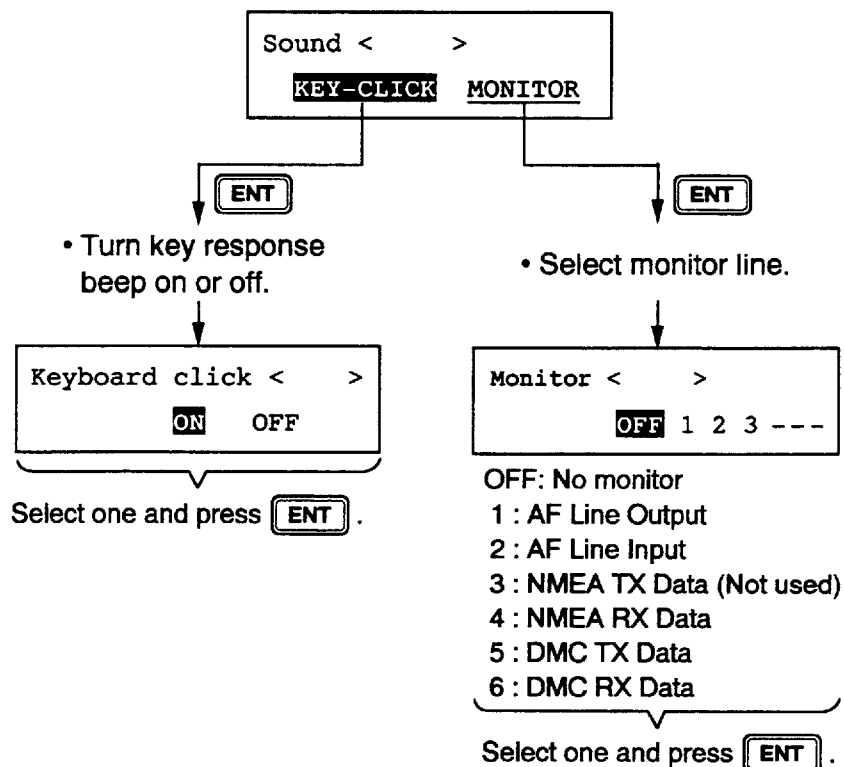 Sound <      >
KEY-CLICK  MONITOR
ENT
ENT
• Turn key response
beep on or off.
• Select monitor line.
Keyboard click <    >
ON   OFF
Select one and press ENT .
Monitor <     >
OFF 1 2 3 ---
OFF: No monitor
1 : AF Line Output
2 : AF Line Input
3 : NMEA TX Data (Not used)
4 : NMEA RX Data
5 : DMC TX Data
6 : DMC RX Data
Select one and press ENT .